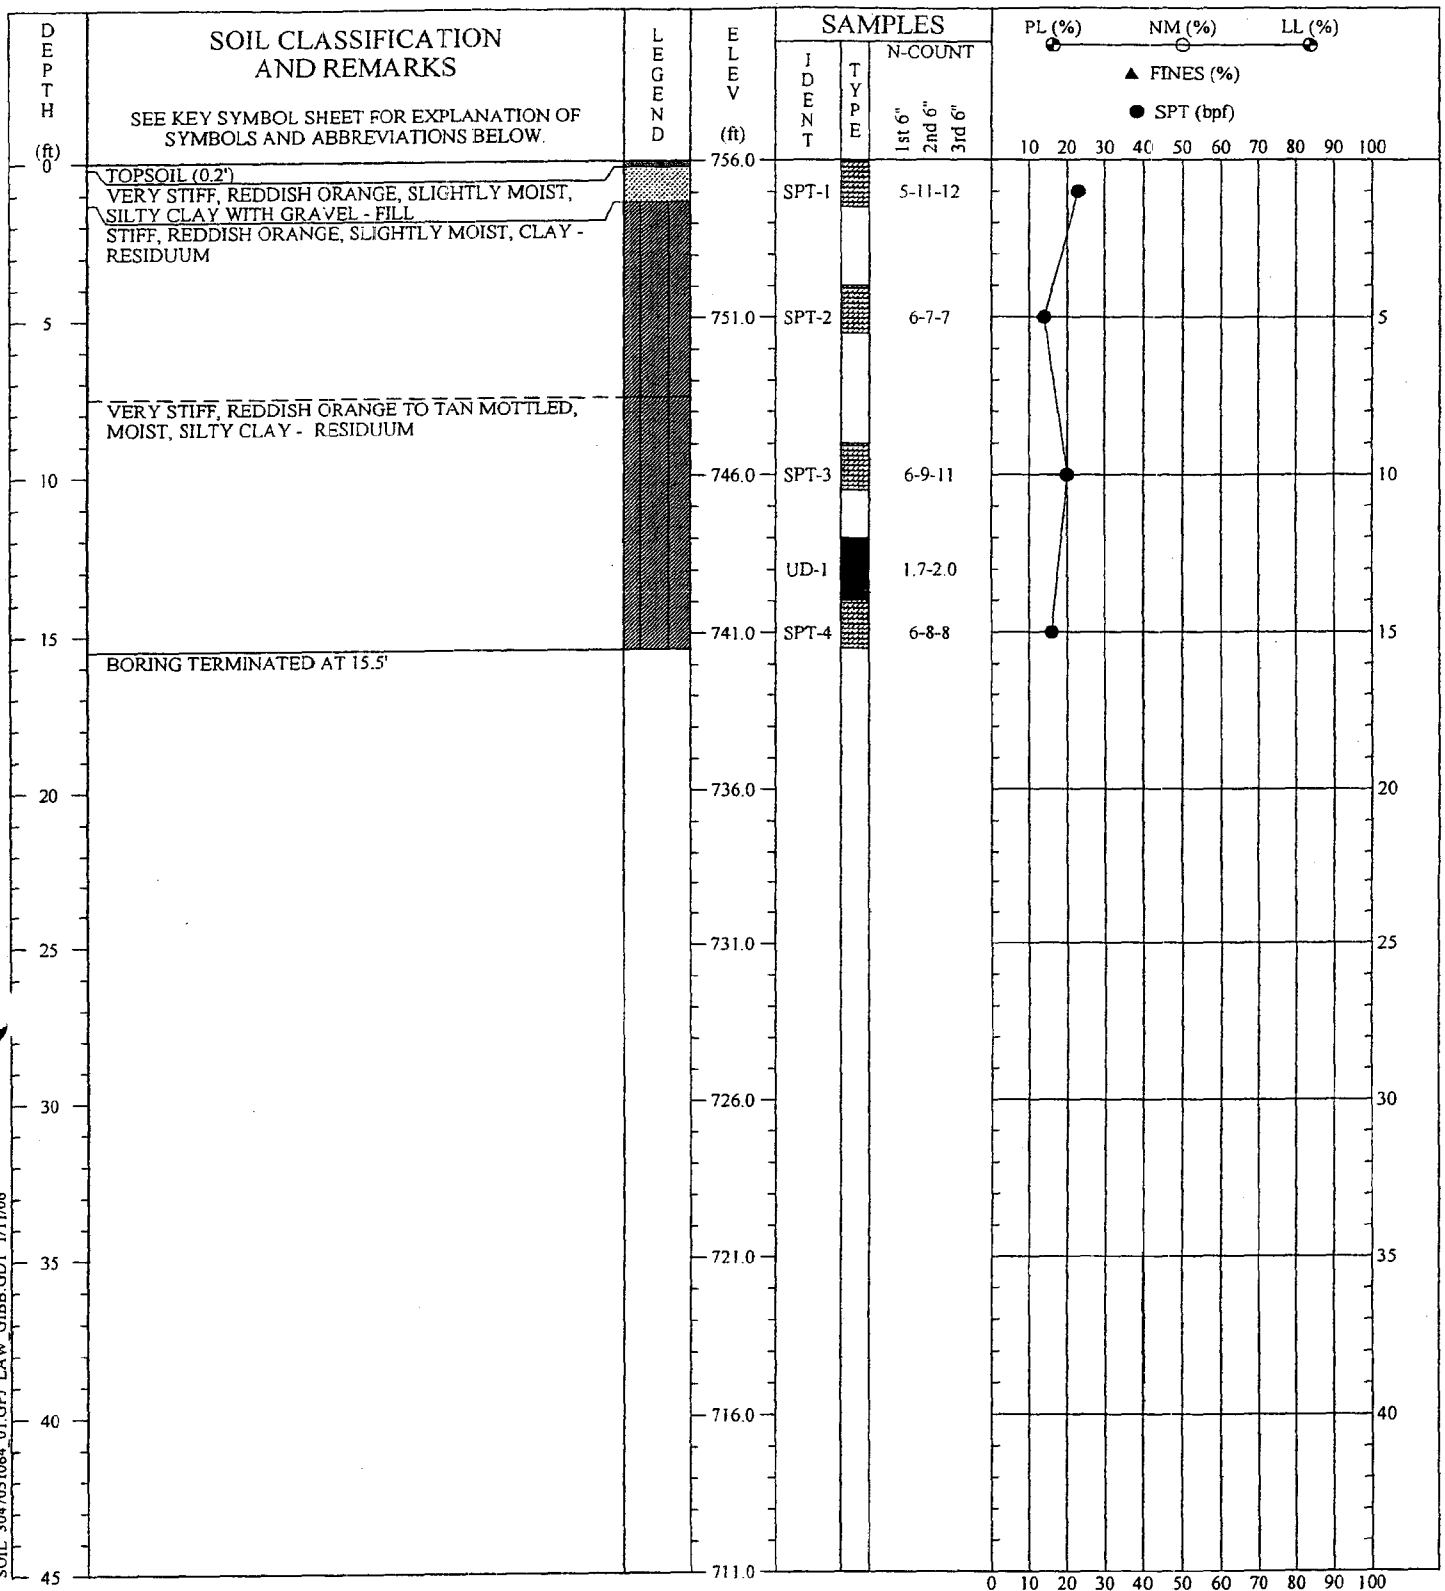 DEPTH
(ft)
SOIL CLASSIFICATION
AND REMARKS
SEE KEY SYMBOL SHEET FOR EXPLANATION OF
SYMBOLS AND ABBREVIATIONS BELOW.
LEGEND
ELEV
(ft)
SAMPLES
IDENT
TYPE
N-COUNT
1st 6"
2nd 6"
3rd 6"
PL (%) NM (%) LL (%)
▲ FINES (%)
● SPT (bpf)
10 20 30 40 50 60 70 80 90 100
0 756.0
TOPSOIL (0.2')
VERY STIFF, REDDISH ORANGE, SLIGHTLY MOIST,
SILTY CLAY WITH GRAVEL - FILL
STIFF, REDDISH ORANGE, SLIGHTLY MOIST, CLAY -
RESIDUUM
SPT-1 5-11-12
5 751.0 SPT-2 6-7-7 5
VERY STIFF, REDDISH ORANGE TO TAN MOTTLED,
MOIST, SILTY CLAY - RESIDUUM
10 746.0 SPT-3 6-9-11 10
UD-1 1.7-2.0
15 741.0 SPT-4 6-8-8 15
BORING TERMINATED AT 15.5'
20 736.0 20
25 731.0 25
30 726.0 30
35 721.0 35
40 716.0 40
45 711.0
0 10 20 30 40 50 60 70 80 90 100